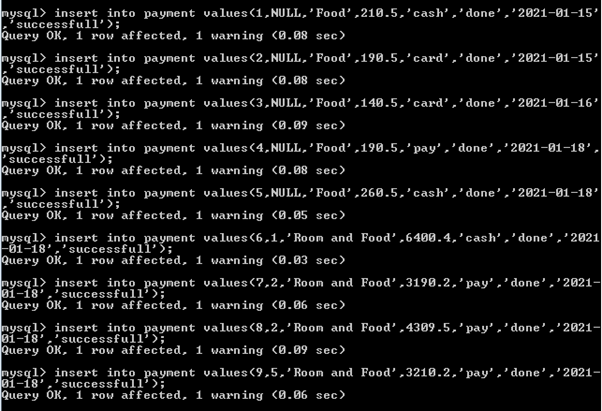 mysql> insert into payment values(1,NULL,'Food',210.5,'cash','done','2021-01-15'
,'successfull');
Query OK, 1 row affected, 1 warning (0.08 sec)
mysql> insert into payment values(2,NULL,'Food',190.5,'card','done','2021-01-15'
,'successfull');
Query OK, 1 row affected, 1 warning (0.08 sec)
mysql> insert into payment values(3,NULL,'Food',140.5,'card','done','2021-01-16'
,'successfull');
Query OK, 1 row affected, 1 warning (0.09 sec)
mysql> insert into payment values(4,NULL,'Food',190.5,'pay','done','2021-01-18',
'successfull');
Query OK, 1 row affected, 1 warning (0.08 sec)
mysql> insert into payment values(5,NULL,'Food',260.5,'cash','done','2021-01-18'
,'successfull');
Query OK, 1 row affected, 1 warning (0.05 sec)
mysql> insert into payment values(6,1,'Room and Food',6400.4,'cash','done','2021
-01-18','successfull');
Query OK, 1 row affected, 1 warning (0.03 sec)
mysql> insert into payment values(7,2,'Room and Food',3190.2,'pay','done','2021-
01-18','successfull');
Query OK, 1 row affected, 1 warning (0.06 sec)
mysql> insert into payment values(8,2,'Room and Food',4309.5,'pay','done','2021-
01-18','successfull');
Query OK, 1 row affected, 1 warning (0.09 sec)
mysql> insert into payment values(9,5,'Room and Food',3210.2,'pay','done','2021-
01-18','successfull');
Query OK, 1 row affected, 1 warning (0.06 sec)